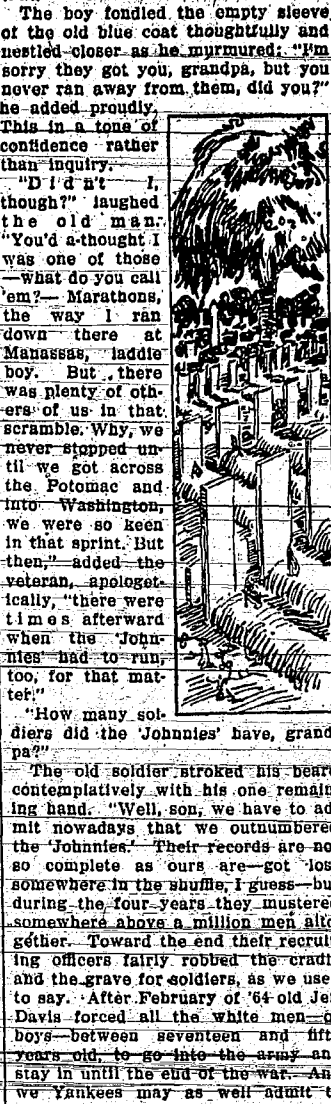 The boy fondled the empty sleeve
of the old blue coat thoughtfully and
nestled closer as he murmured: "I'm
sorry they got you, grandpa, but you
never ran away from them, did you?"
he added proudly.
This in a tone of
confidence rather
than inquiry.
"Didn't I,
though?" laughed
the old man.
"You'd a-thought I
was one of those
—what do you call
'em?— Marathons,
the way I ran
down there at
Manassas, laddie
boy. But there
was plenty of oth-
ers of us in that
scramble. Why, we
never stopped un-
til we got across
the Potomac and
into Washington,
we were so keen
in that sprint. But
then," added the
veteran, apologet-
ically, "there were
times afterward
when the 'John-
nies' had to run,
too, for that mat-
ter."
"How many sol-
diers did the 'Johnnies' have, grand
pa?"
The old soldier stroked his bear
contemplatively with his one remain
ing hand. "Well, son, we have to ad
mit nowadays that we outnumbere
the 'Johnnies.' Their records are no
so complete as ours are—got los
somewhere in the shuffle, I guess—bu
during the four years they mustere
somewhere above a million men alto
gether. Toward the end their recrui
ing officers fairly robbed the cradl
and the grave for soldiers, as we use
to say. After February of '64 old Je
Davis forced all the white men—o
boys—between seventeen and fift
years old, to go into the army an
stay in until the end of the war. An
we Yankees may as well admit